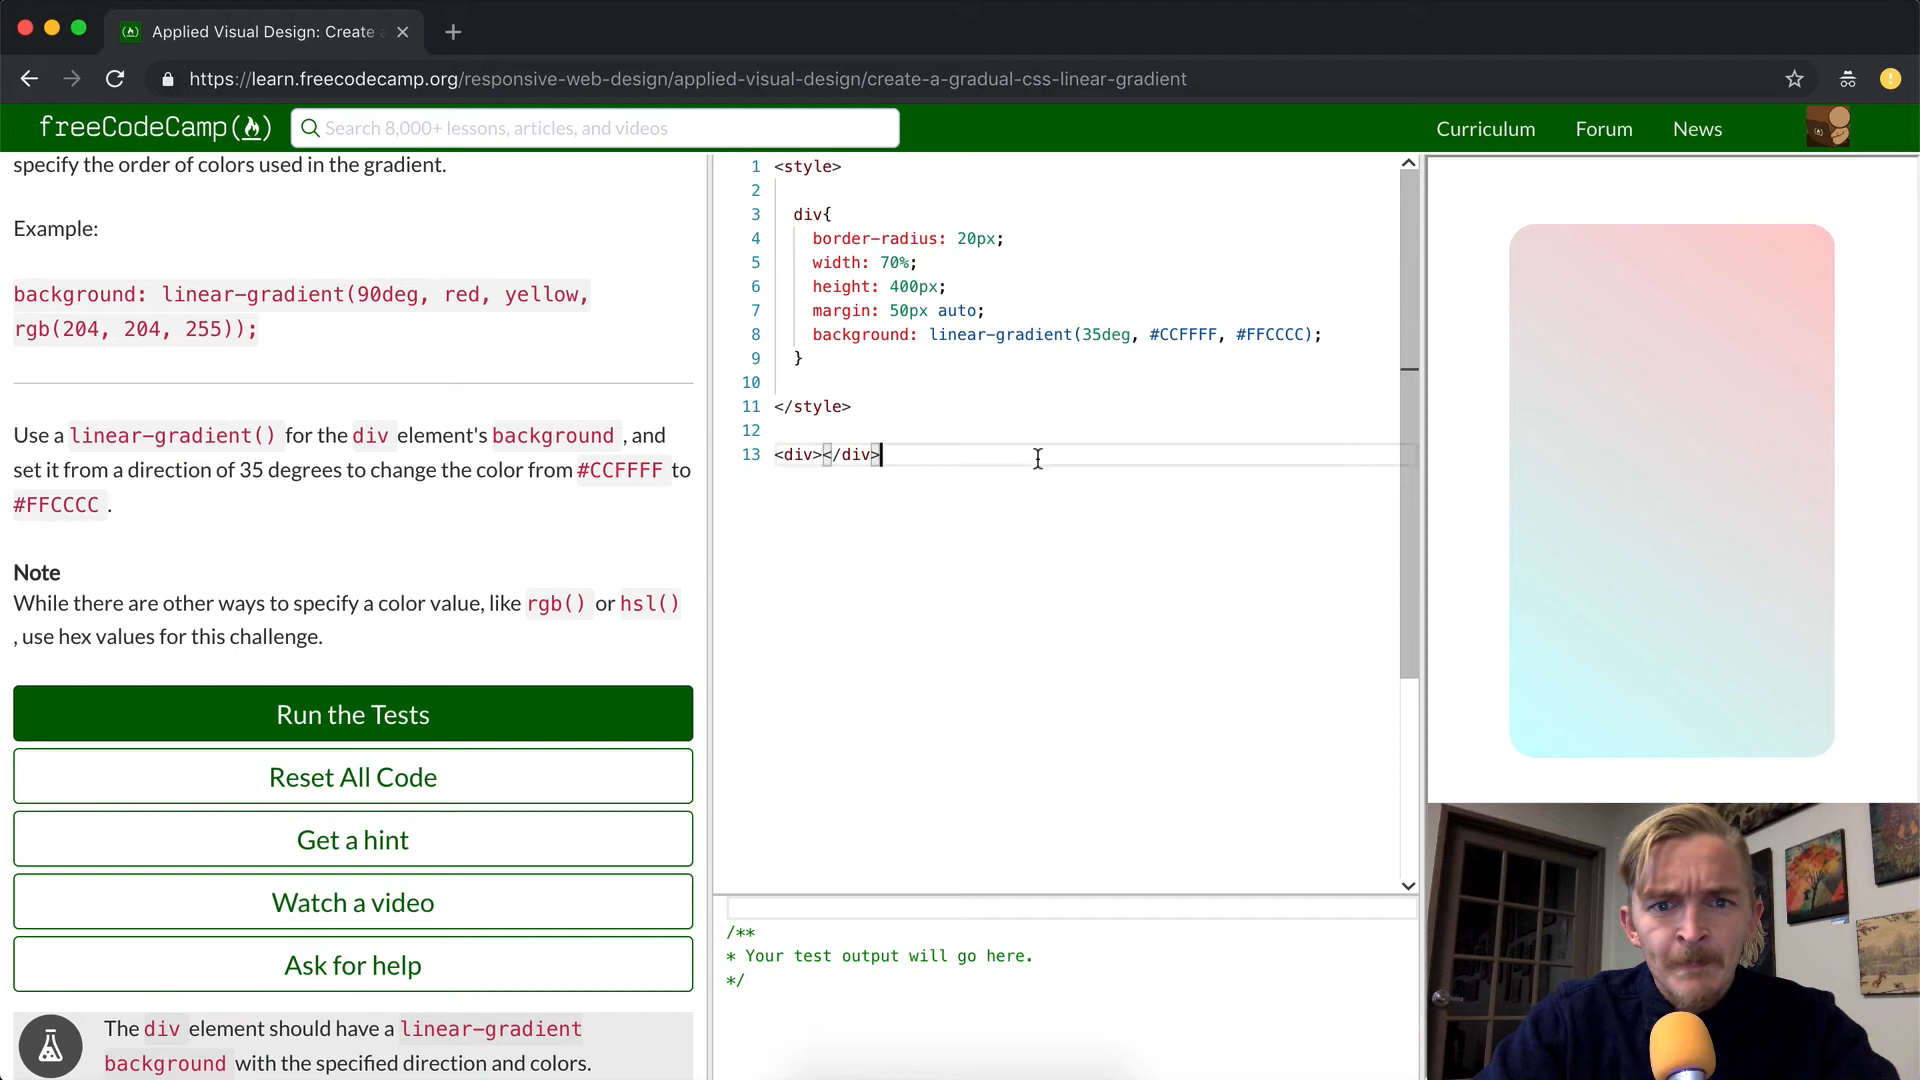 Applied Visual Design: Create a
https://learn.freecodecamp.org/responsive-web-design/applied-visual-design/create-a-gradual-css-linear-gradient
freeCodeCamp
Search 8,000+ lessons, articles, and videos
Curriculum
Forum
News
specify the order of colors used in the gradient.
Example:
background: linear-gradient(90deg, red, yellow,
rgb(204, 204, 255));
Use a linear-gradient() for the div element's background , and
set it from a direction of 35 degrees to change the color from #CCFFFF to
#FFCCCC .
Note
While there are other ways to specify a color value, like rgb() or hsl()
, use hex values for this challenge.
Run the Tests
Reset All Code
Get a hint
Watch a video
Ask for help
The div element should have a linear-gradient
background with the specified direction and colors.
1 <style>
2
3 div{
4 border-radius: 20px;
5 width: 70%;
6 height: 400px;
7 margin: 50px auto;
8 background: linear-gradient(35deg, #CCFFFF, #FFCCCC);
9 }
10
11 </style>
12
13 <div></div>
/**
* Your test output will go here.
*/